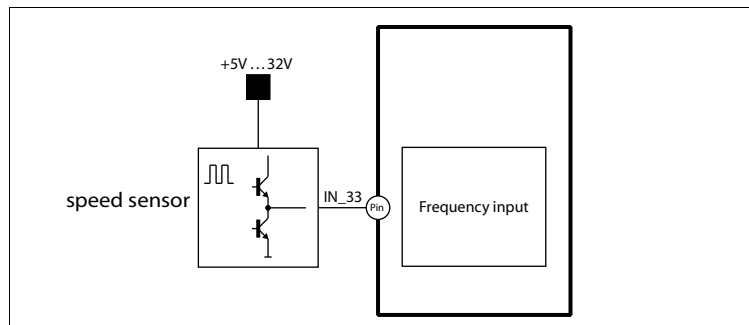 +5V ... 32V
speed sensor
IN_33
Pin
Frequency input